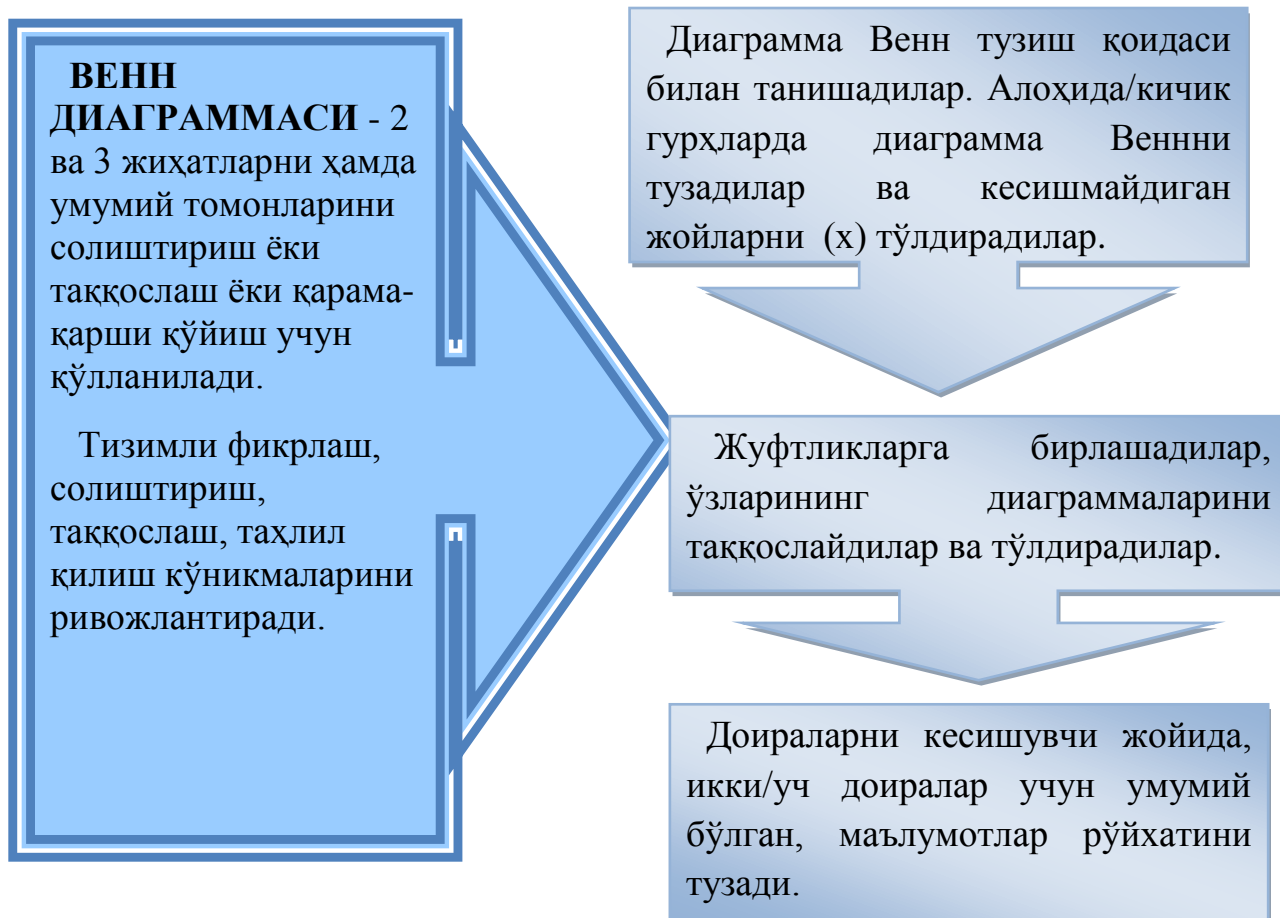 ВЕНН
ДИАГРАММАСИ - 2
ва 3 жиҳатларни ҳамда
умумий томонларини
солиштириш ёки
таққослаш ёки қарама-
қарши қўйиш учун
қўлланилади.
Тизимли фикрлаш,
солиштириш,
таққослаш, таҳлил
қилиш кўникмаларини
ривожлантиради.
Диаграмма Венн тузиш қоидаси
билан танишадилар. Алоҳида/кичик
гурҳларда диаграмма Веннни
тузадилар ва кесишмайдиган
жойларни (х) тўлдирадилар.
Жуфтликларга бирлашадилар,
ўзларининг диаграммаларини
таққослайдилар ва тўлдирадилар.
Доираларни кесишувчи жойида,
икки/уч доиралар учун умумий
бўлган, маълумотлар рўйхатини
тузади.